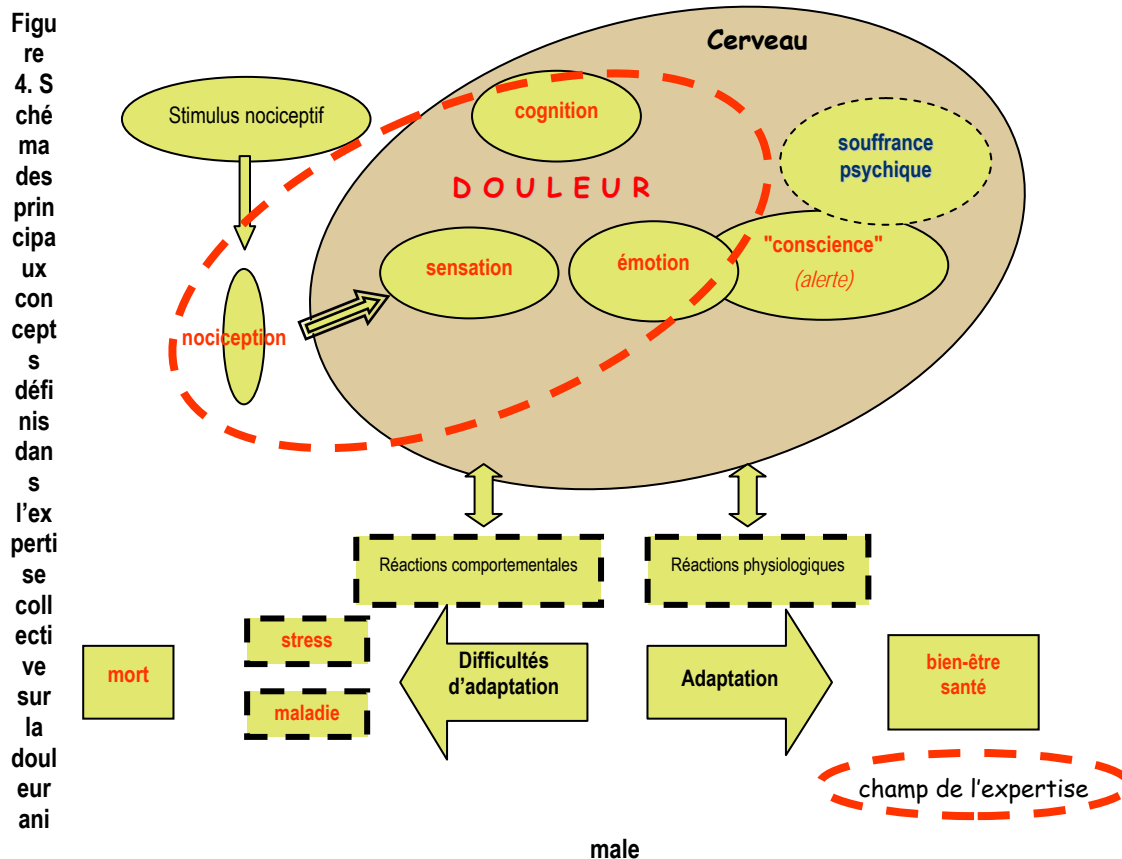 Figu
re
4. S
ché
ma
des
prin
cipa
ux
con
cept
s
défi
nis
dan
s
l'ex
perti
se
coll
ecti
ve
sur
la
doul
eur
ani
male
Cerveau
Stimulus nociceptif
cognition
souffrance
psychique
DOULEUR
sensation
émotion
"conscience"
(alerte)
nociception
Réactions comportementales
Réactions physiologiques
stress
mort
maladie
Difficultés
d'adaptation
Adaptation
bien-être
santé
champ de l'expertise